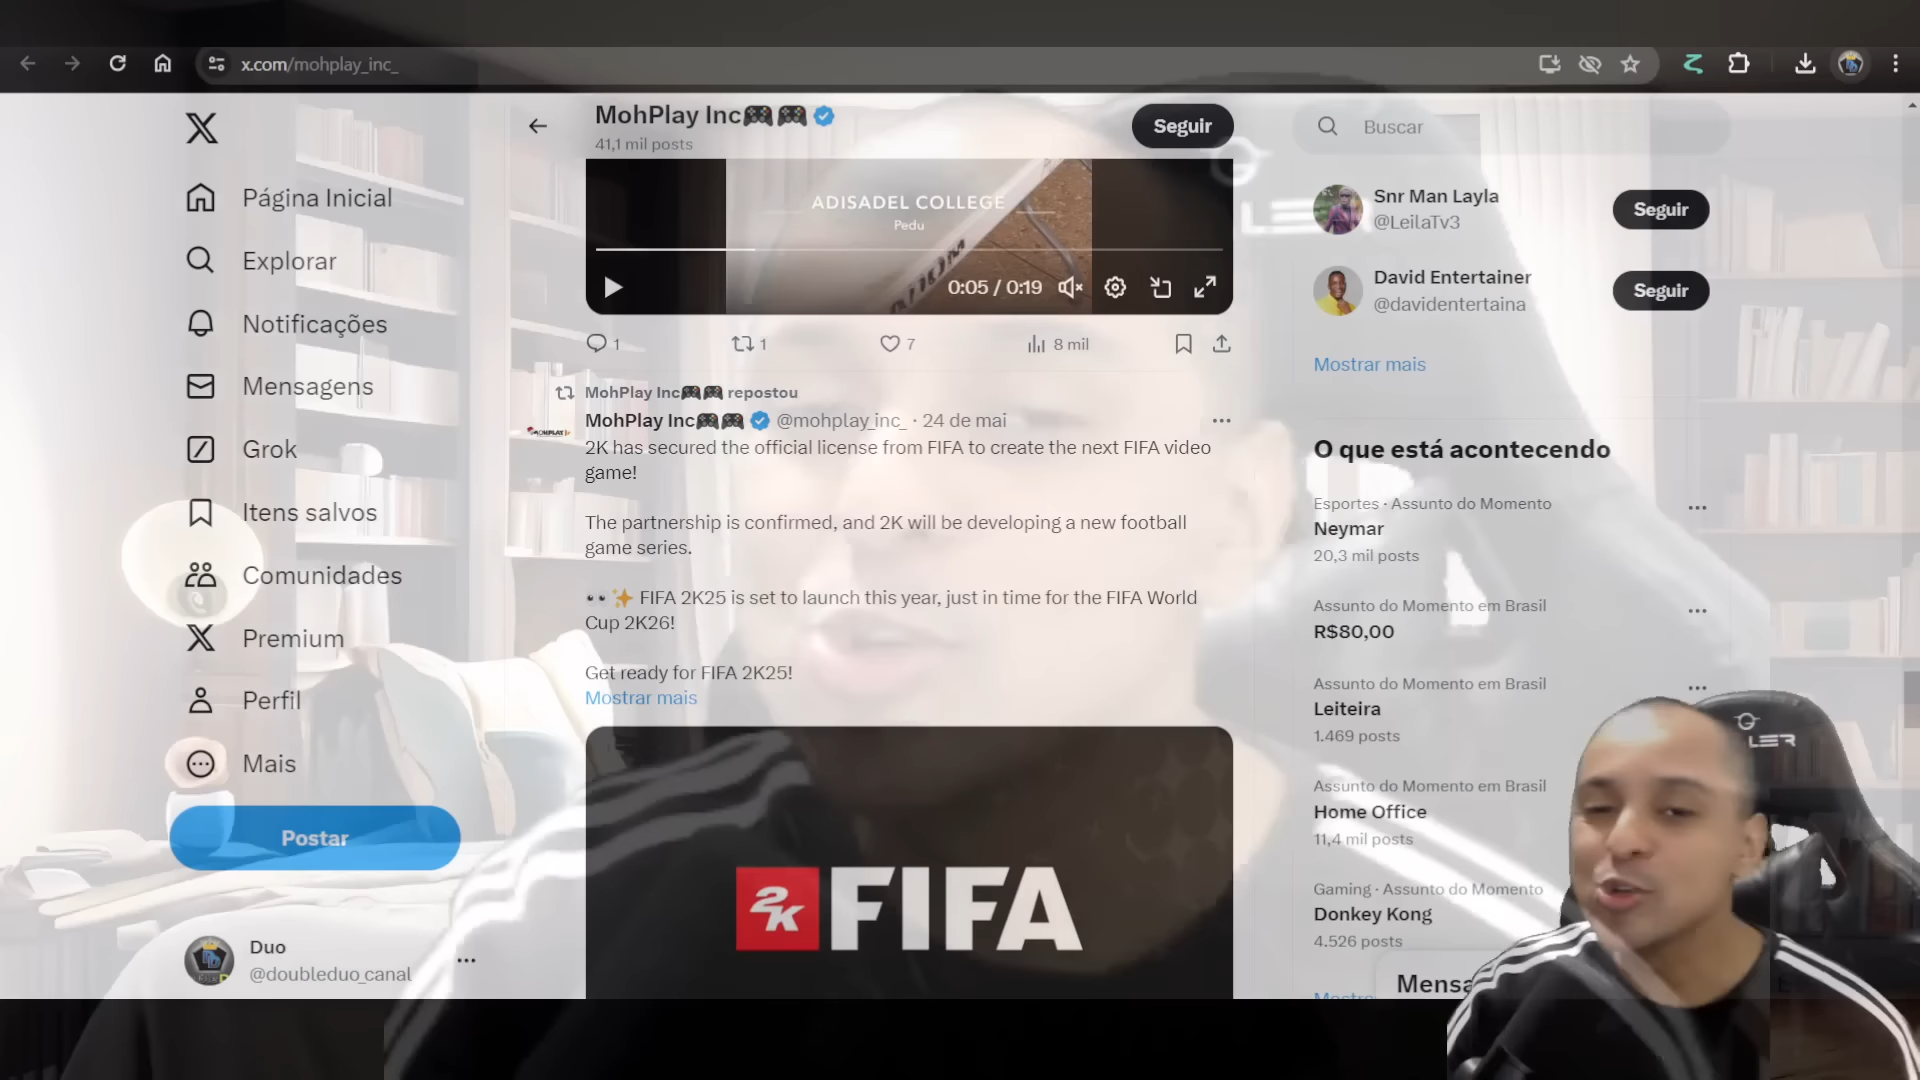 x.com/mohplay_inc_
MohPlay Inc🎮🎮
41,1 mil posts
Seguir
Buscar
Página Inicial
Explorar
Notificações
Mensagens
Grok
Itens salvos
Comunidades
Premium
Perfil
Mais
Postar
Duo
@doubleduo_canal
ADISADEL COLLEGE
Pedu
0:05 / 0:19
1
1
7
8 mil
MohPlay Inc🎮🎮 repostou
MohPlay Inc🎮🎮 @mohplay_inc_ · 24 de mai
2K has secured the official license from FIFA to create the next FIFA video
game!
The partnership is confirmed, and 2K will be developing a new football
game series.
👀✨ FIFA 2K25 is set to launch this year, just in time for the FIFA World
Cup 2K26!
Get ready for FIFA 2K25!
Mostrar mais
2K FIFA
Snr Man Layla
@LeilaTv3
Seguir
David Entertainer
@davidentertaina
Seguir
Mostrar mais
O que está acontecendo
Esportes · Assunto do Momento
Neymar
20,3 mil posts
Assunto do Momento em Brasil
R$80,00
Assunto do Momento em Brasil
Leiteira
1.469 posts
Assunto do Momento em Brasil
Home Office
11,4 mil posts
Gaming · Assunto do Momento
Donkey Kong
4.526 posts